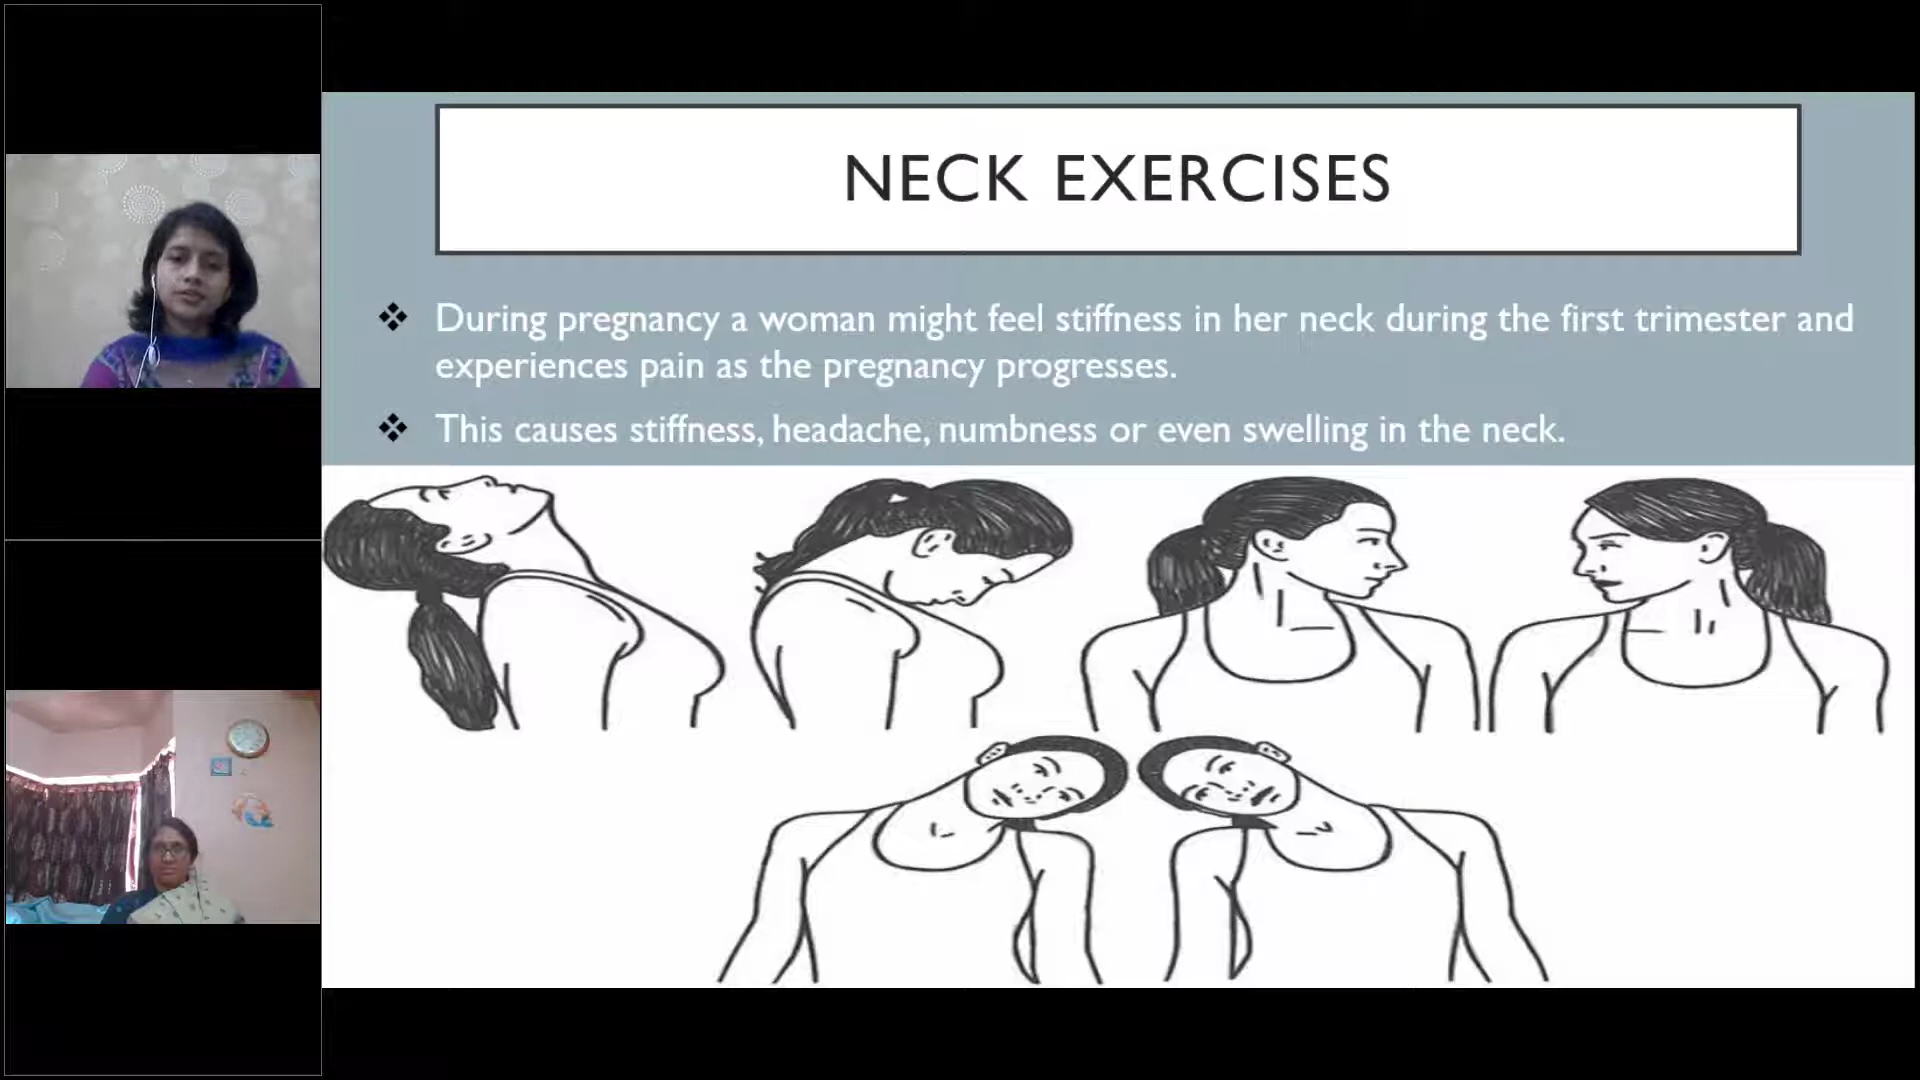 NECK EXERCISES
During pregnancy a woman might feel stiffness in her neck during the first trimester and
experiences pain as the pregnancy progresses.
This causes stiffness, headache, numbness or even swelling in the neck.